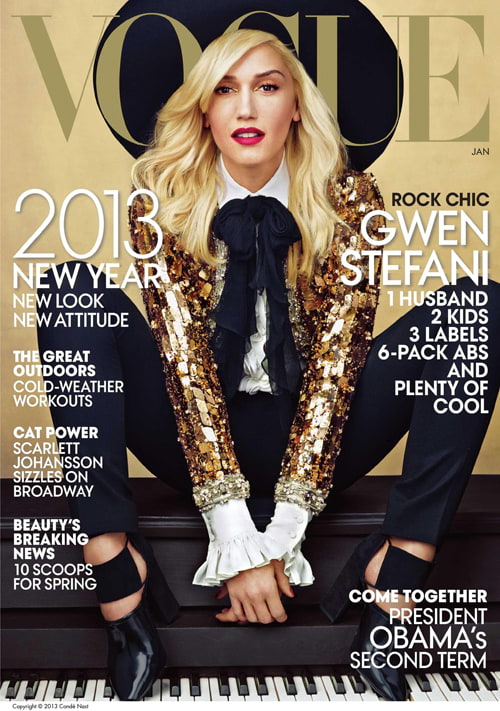 VOGUE
JAN
2013
NEW YEAR
NEW LOOK
NEW ATTITUDE
THE GREAT
OUTDOORS
COLD-WEATHER
WORKOUTS
CAT POWER
SCARLETT
JOHANSSON
SIZZLES ON
BROADWAY
BEAUTY'S
BREAKING
NEWS
10 SCOOPS
FOR SPRING
ROCK CHIC
GWEN
STEFANI
1 HUSBAND
2 KIDS
3 LABELS
6-PACK ABS
AND
PLENTY OF
COOL
COME TOGETHER
PRESIDENT
OBAMA's
SECOND TERM
Copyright © 2013 Condé Nast